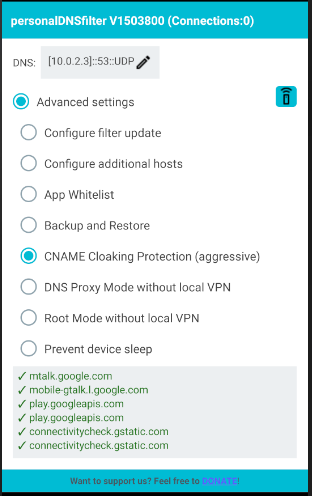 personalDNSfilter V1503800 (Connections:0)
DNS: [10.0.2.3]::53::UDP
Advanced settings
Configure filter update
Configure additional hosts
App Whitelist
Backup and Restore
CNAME Cloaking Protection (aggressive)
DNS Proxy Mode without local VPN
Root Mode without local VPN
Prevent device sleep
✓ mtalk.google.com
✓ mobile-gtalk.l.google.com
✓ play.googleapis.com
✓ play.googleapis.com
✓ connectivitycheck.gstatic.com
✓ connectivitycheck.gstatic.com
Want to support us? Feel free to DONATE!